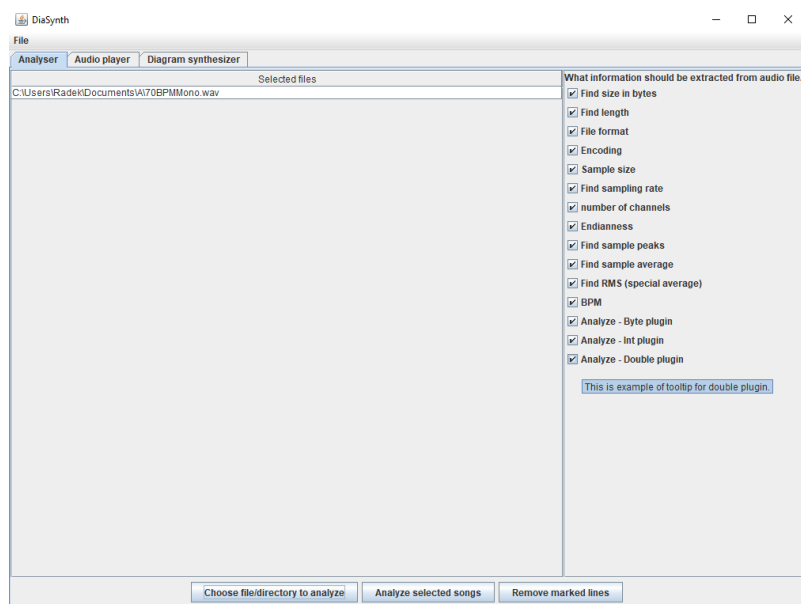 DiaSynth
File
Analyser Audio player Diagram synthesizer
Selected files
C:\Users\Radek\Documents\A\70BPMMono.wav
What information should be extracted from audio file.
Find size in bytes
Find length
File format
Encoding
Sample size
Find sampling rate
number of channels
Endianness
Find sample peaks
Find sample average
Find RMS (special average)
BPM
Analyze - Byte plugin
Analyze - Int plugin
Analyze - Double plugin
This is example of tooltip for double plugin.
Choose file/directory to analyze Analyze selected songs Remove marked lines